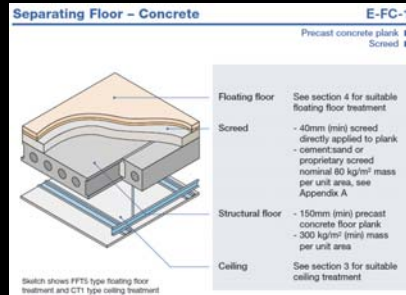 Separating Floor – Concrete
E-FC-
Precast concrete plank
Screed
Floating floor
See section 4 for suitable
floating floor treatment
Screed
- 40mm (min) screed
directly applied to plank
- cement:sand or
proprietary screed
nominal 80 kg/m² mass
per unit area, see
Appendix A
Structural floor
- 150mm (min) precast
concrete floor plank
- 300 kg/m² (min) mass
per unit area
Ceiling
See section 3 for suitable
ceiling treatment
Sketch shows FFT5 type floating floor
treatment and CT1 type ceiling treatment